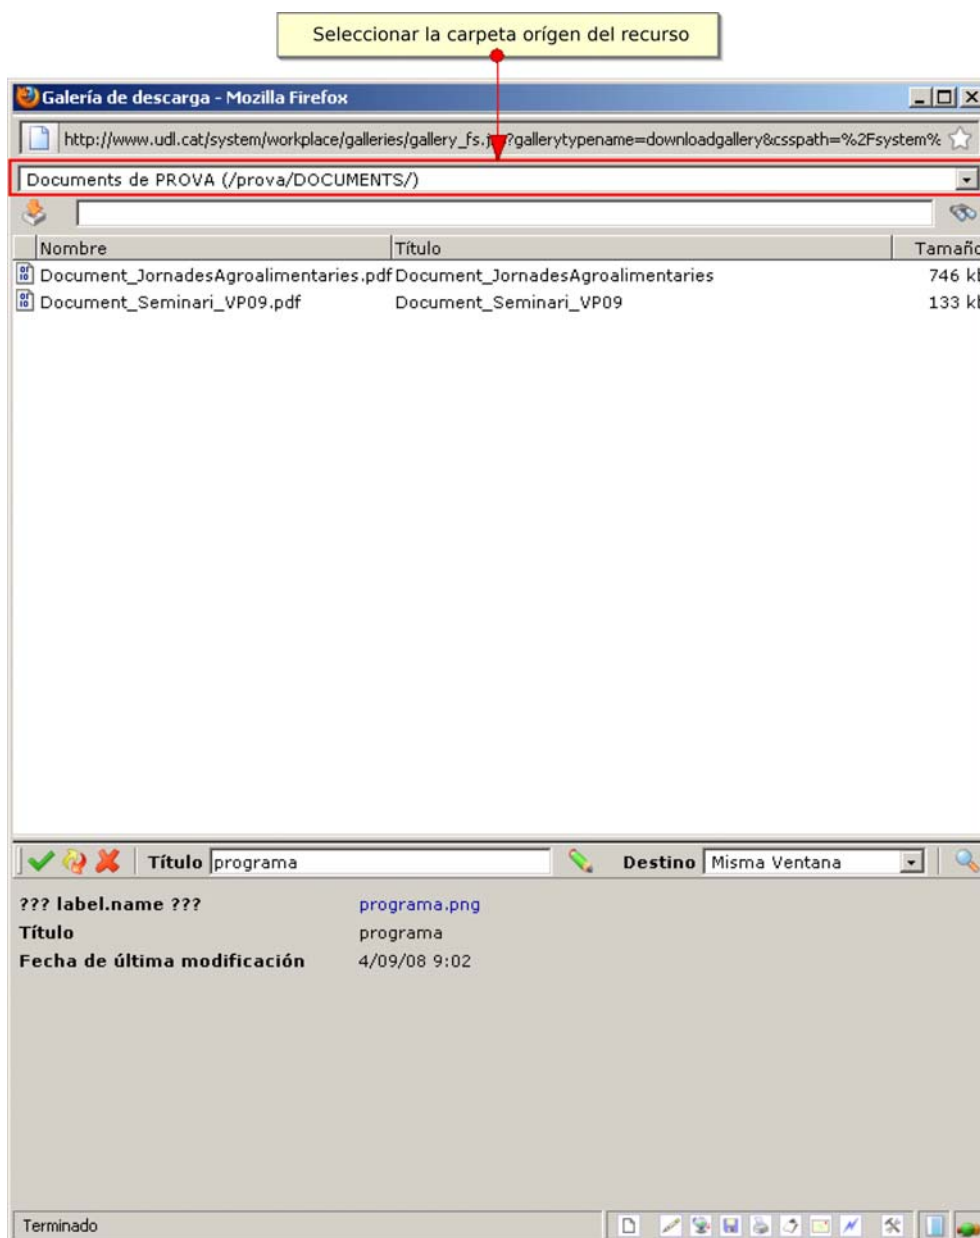 Seleccionar la carpeta orígen del recurso
Galería de descarga - Mozilla Firefox
http://www.udl.cat/system/workplace/galleries/gallery_fs.j ?gallerytypename=downloadgallery&csspath=%2Fsystem%
Documents de PROVA (/prova/DOCUMENTS/)
Nombre Título Tamaño
Document_JornadesAgroalimentaries.pdf Document_JornadesAgroalimentaries 746 kl
Document_Seminari_VP09.pdf Document_Seminari_VP09 133 kl
Título programa Destino Misma Ventana
??? label.name ??? programa.png
Título programa
Fecha de última modificación 4/09/08 9:02
Terminado